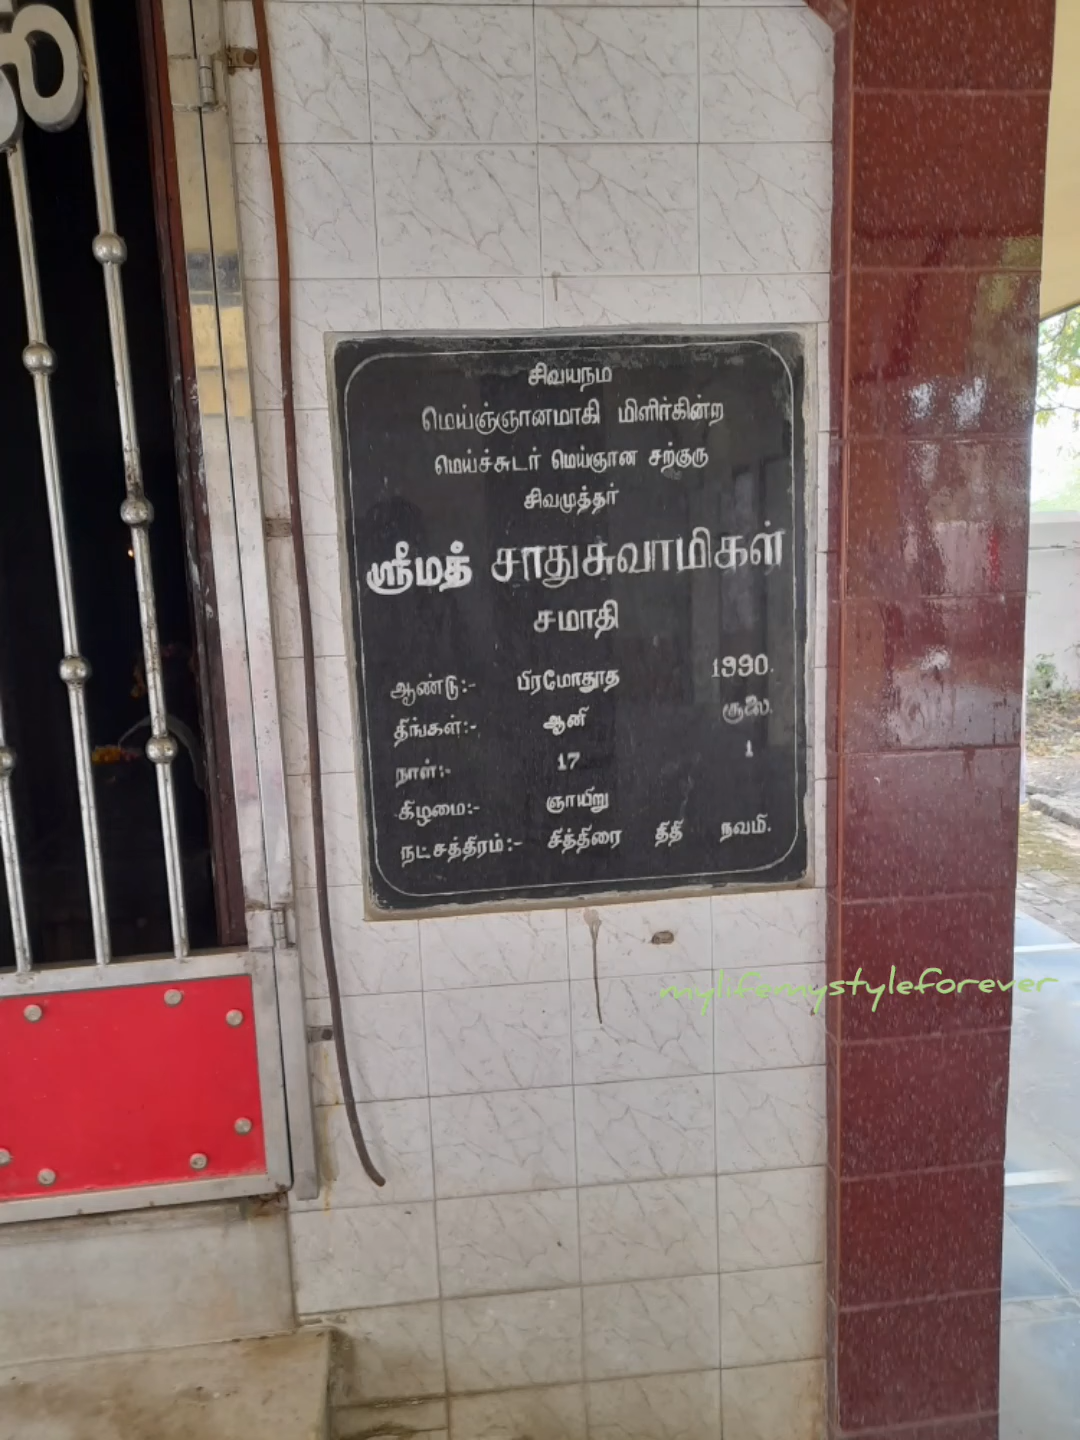 சிவயநம
மெய்ஞ்ஞானமாகி மிளிர்கின்ற
மெய்ச்சுடர் மெய்ஞான சற்குரு
சிவமுத்தர்
ஸ்ரீமத் சாதுசுவாமிகள்
சமாதி
ஆண்டு:- பிரமோதூத 1990.
தீங்கள்:- ஆனி ஜூலை.
நாள்:- 17 1
கிழமை:- ஞாயிறு
நட்சத்திரம்:- சித்திரை திதி நவமி.
mylifemystyleforever